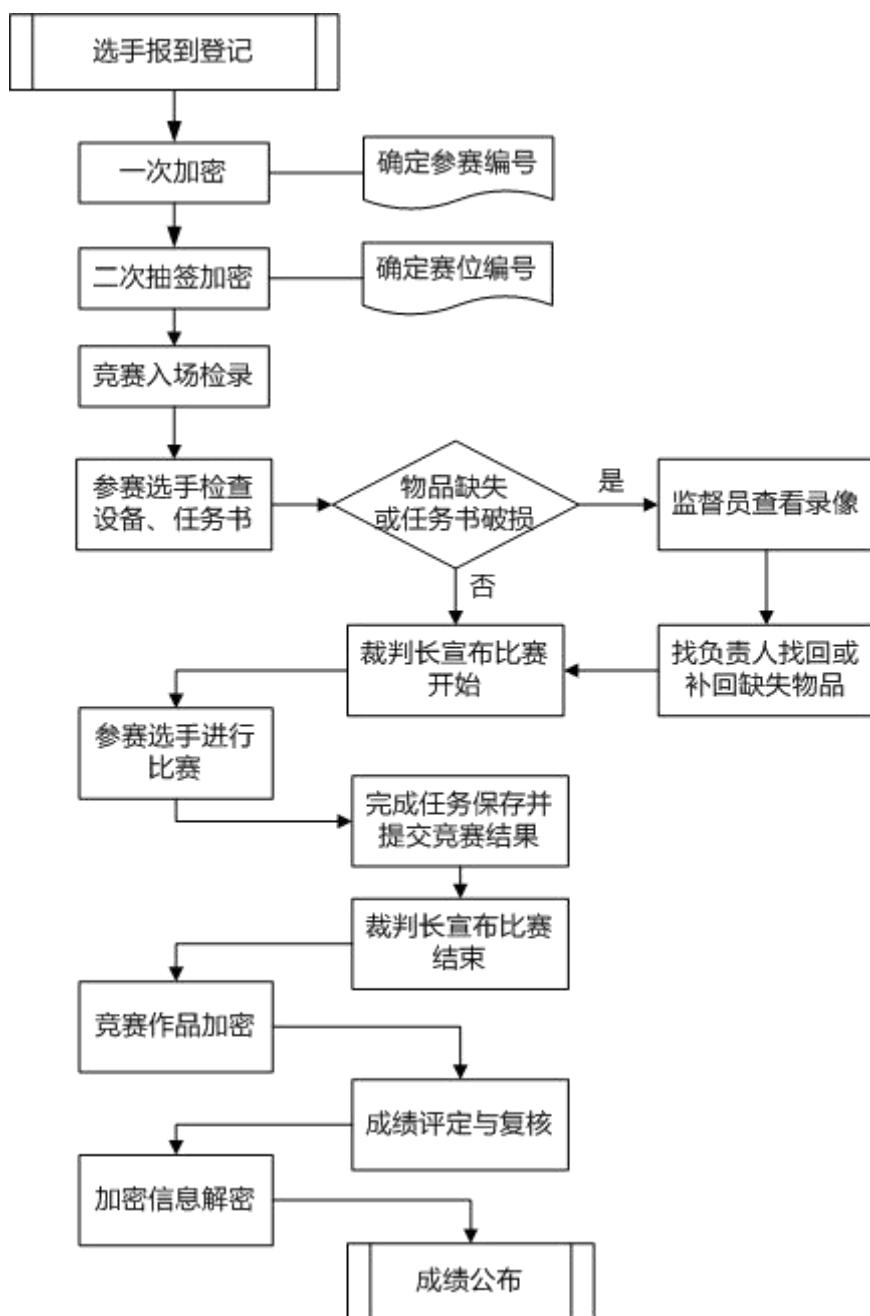 选手报到登记
一次加密
确定参赛编号
二次抽签加密
确定赛位编号
竞赛入场检录
参赛选手检查
设备、任务书
物品缺失
或任务书破损
是
监督员查看录像
否
裁判长宣布比赛
开始
找负责人找回或
补回缺失物品
参赛选手进行
比赛
完成任务保存并
提交竞赛结果
裁判长宣布比赛
结束
竞赛作品加密
成绩评定与复核
加密信息解密
成绩公布